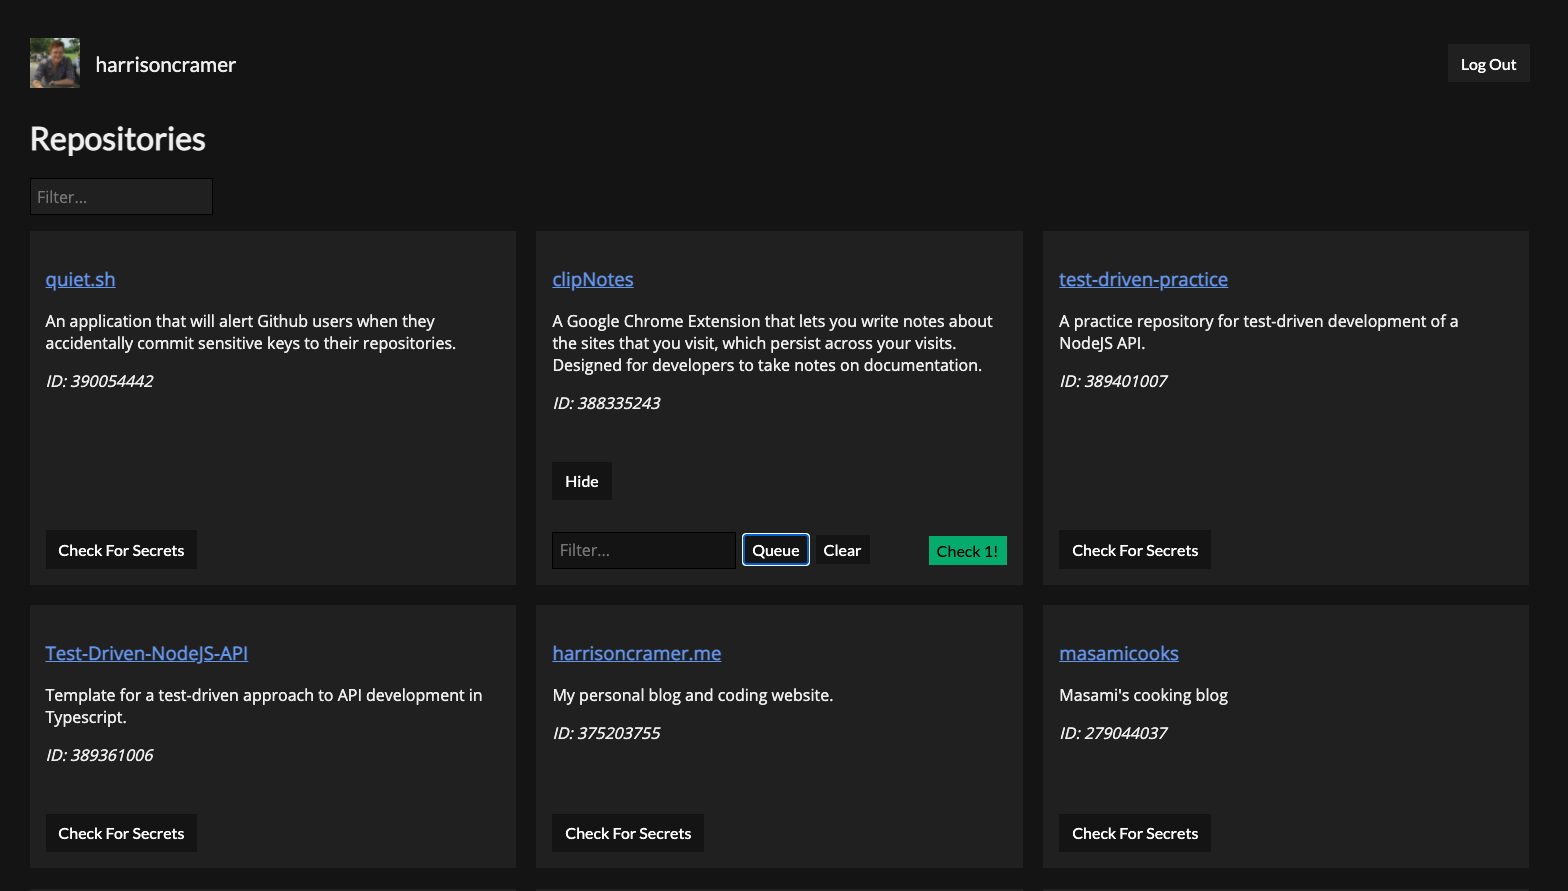 harrisoncramer
Log Out
Repositories
Filter...
quiet.sh
An application that will alert Github users when they
accidentally commit sensitive keys to their repositories.
ID: 390054442
Check For Secrets
clipNotes
A Google Chrome Extension that lets you write notes about
the sites that you visit, which persist across your visits.
Designed for developers to take notes on documentation.
ID: 388335243
Hide
Filter...
Queue
Clear
Check 1!
test-driven-practice
A practice repository for test-driven development of a
NodeJS API.
ID: 389401007
Check For Secrets
Test-Driven-NodeJS-API
Template for a test-driven approach to API development in
Typescript.
ID: 389361006
Check For Secrets
harrisoncramer.me
My personal blog and coding website.
ID: 375203755
Check For Secrets
masamicooks
Masami's cooking blog
ID: 279044037
Check For Secrets